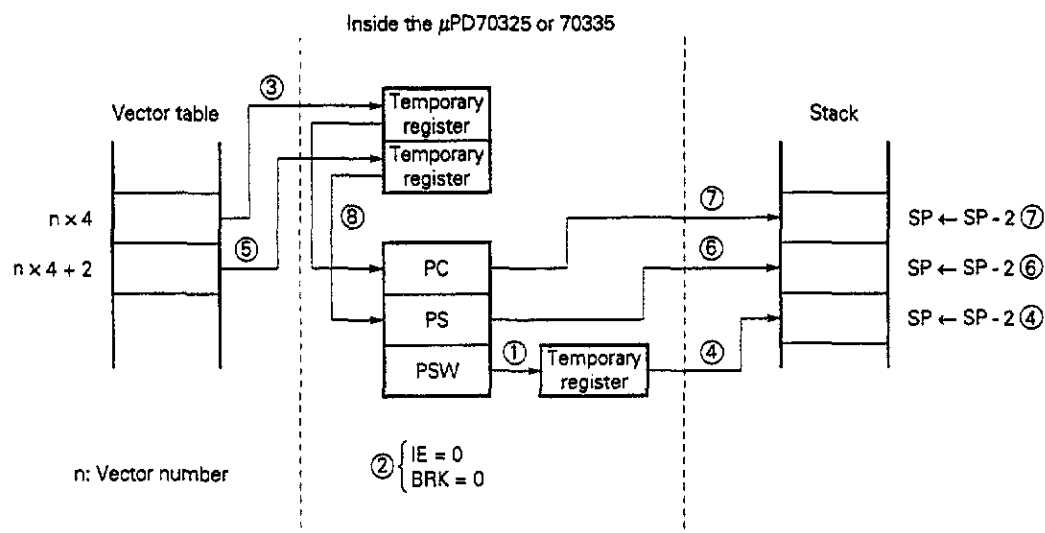 Inside the μPD70325 or 70335
③
Vector table
Temporary
register
Stack
Temporary
register
n × 4
⑧
⑦
SP ← SP - 2 ⑦
⑤
n × 4 + 2
PC
⑥
SP ← SP - 2 ⑥
PS
SP ← SP - 2 ④
①
④
PSW
Temporary
register
n: Vector number
② { IE = 0
BRK = 0